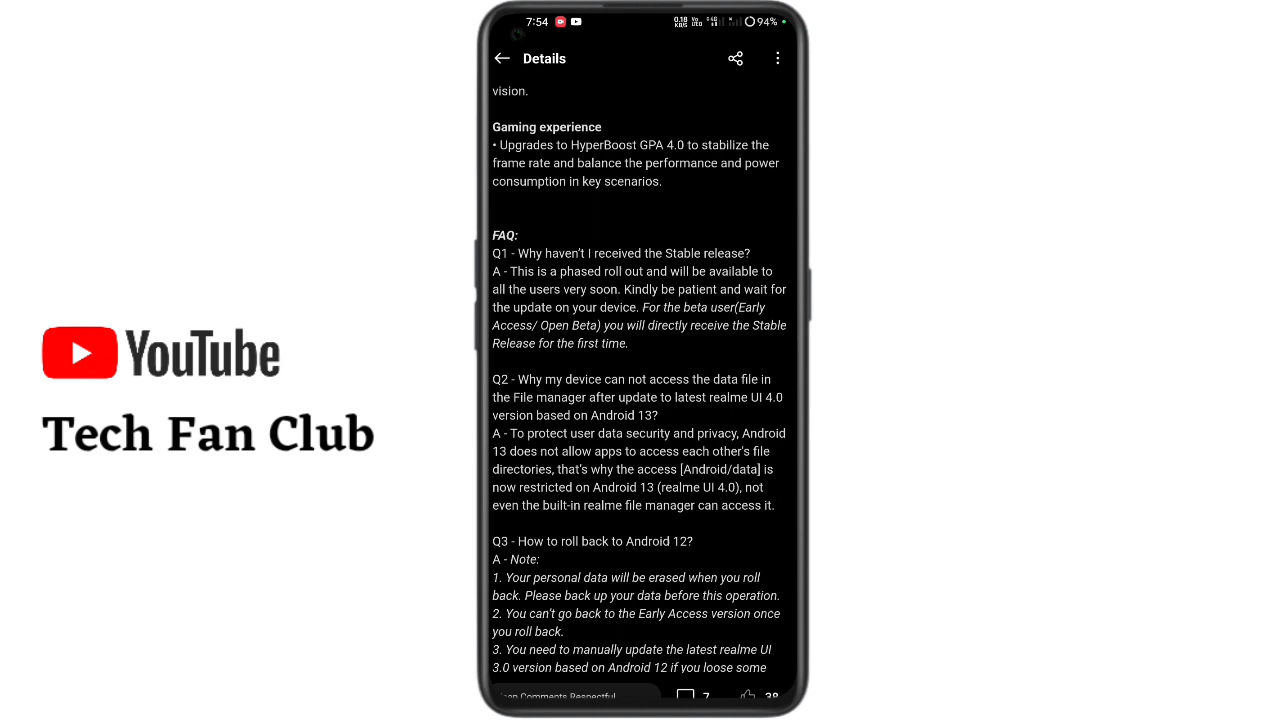 7:54
0.18 KB/S Vo LTE 4G 94%
Details
vision.
Gaming experience
• Upgrades to HyperBoost GPA 4.0 to stabilize the
frame rate and balance the performance and power
consumption in key scenarios.
FAQ:
Q1 - Why haven't I received the Stable release?
A - This is a phased roll out and will be available to
all the users very soon. Kindly be patient and wait for
the update on your device. For the beta user(Early
Access/ Open Beta) you will directly receive the Stable
Release for the first time.
Q2 - Why my device can not access the data file in
the File manager after update to latest realme UI 4.0
version based on Android 13?
A - To protect user data security and privacy, Android
13 does not allow apps to access each other's file
directories, that's why the access [Android/data] is
now restricted on Android 13 (realme UI 4.0), not
even the built-in realme file manager can access it.
Q3 - How to roll back to Android 12?
A - Note:
1. Your personal data will be erased when you roll
back. Please back up your data before this operation.
2. You can't go back to the Early Access version once
you roll back.
3. You need to manually update the latest realme UI
3.0 version based on Android 12 if you loose some
Comments Respectful 7 38
YouTube
Tech Fan Club